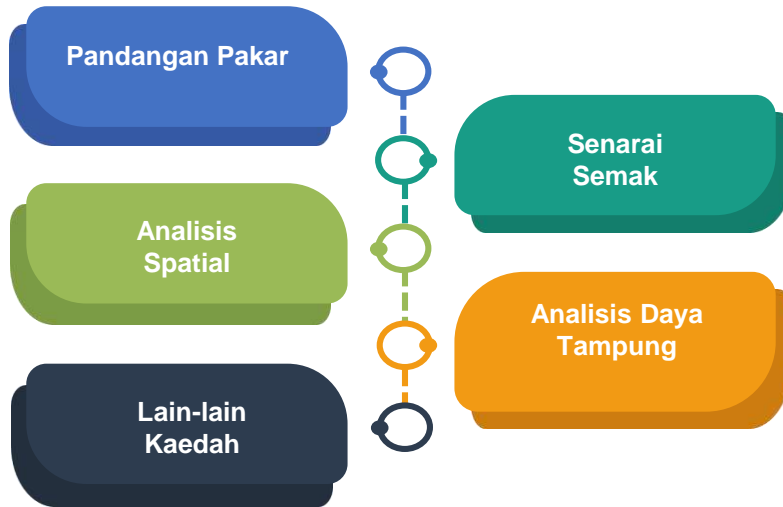 Pandangan Pakar
Senarai
Semak
Analisis
Spatial
Analisis Daya
Tampung
Lain-lain
Kaedah